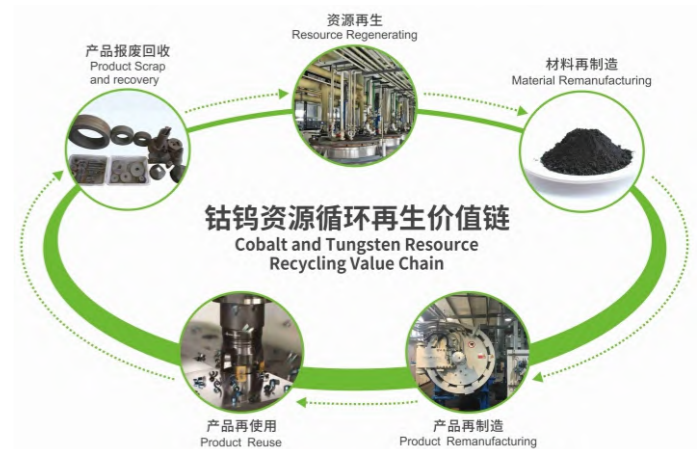 资源再生
Resource Regenerating
产品报废回收
Product Scrap
and recovery
材料再制造
Material Remanufacturing
钴钨资源循环再生价值链
Cobalt and Tungsten Resource
Recycling Value Chain
产品再使用
Product Reuse
产品再制造
Product Remanufacturing